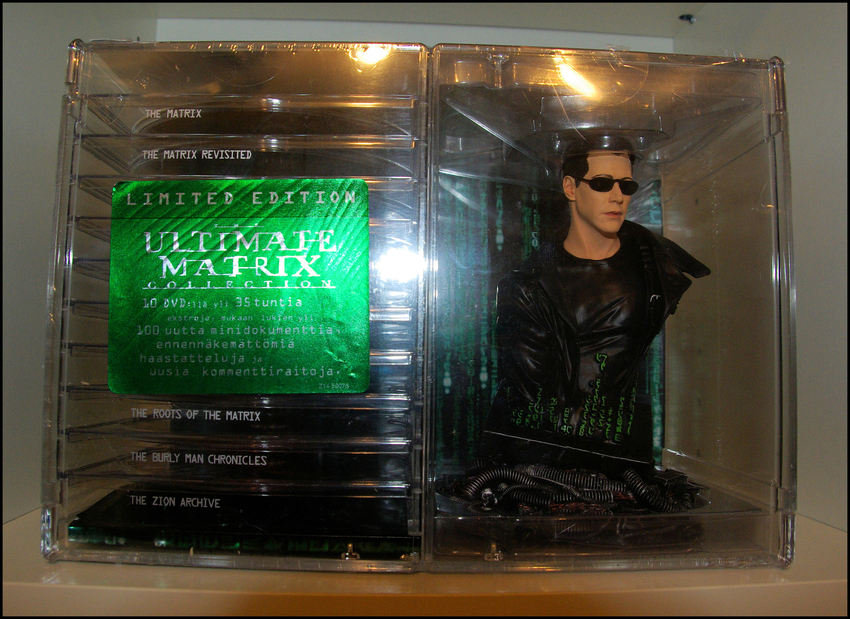 THE MATRIX
THE MATRIX REVISITED
LIMITED EDITION
ULTIMATE
MATRIX
COLLECTION
10 DVD:llä yli 35 tuntia
ekstroja, mukaan lukien yli
100 uutta minidokumenttia,
ennennäkemättömiä
haastatteluja ja
uusia kommenttiraitoja.
THE ROOTS OF THE MATRIX
THE BURLY MAN CHRONICLES
THE ZION ARCHIVE